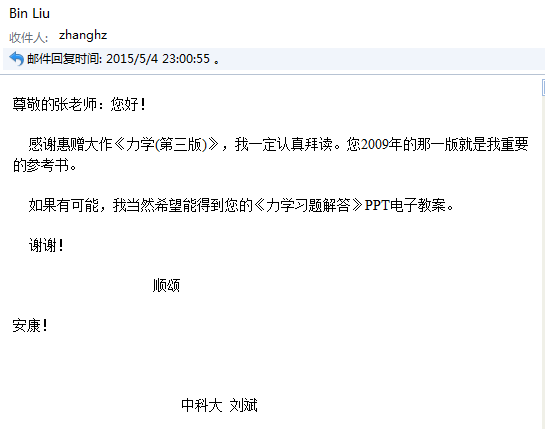 Bin Liu
收件人: zhanghz
邮件回复时间: 2015/5/4 23:00:55 。
尊敬的张老师：您好！
感谢惠赠大作《力学(第三版)》，我一定认真拜读。您2009年的那一版就是我重要
的参考书。
如果有可能，我当然希望能得到您的《力学习题解答》PPT电子教案。
谢谢！
顺颂
安康！
中科大 刘斌